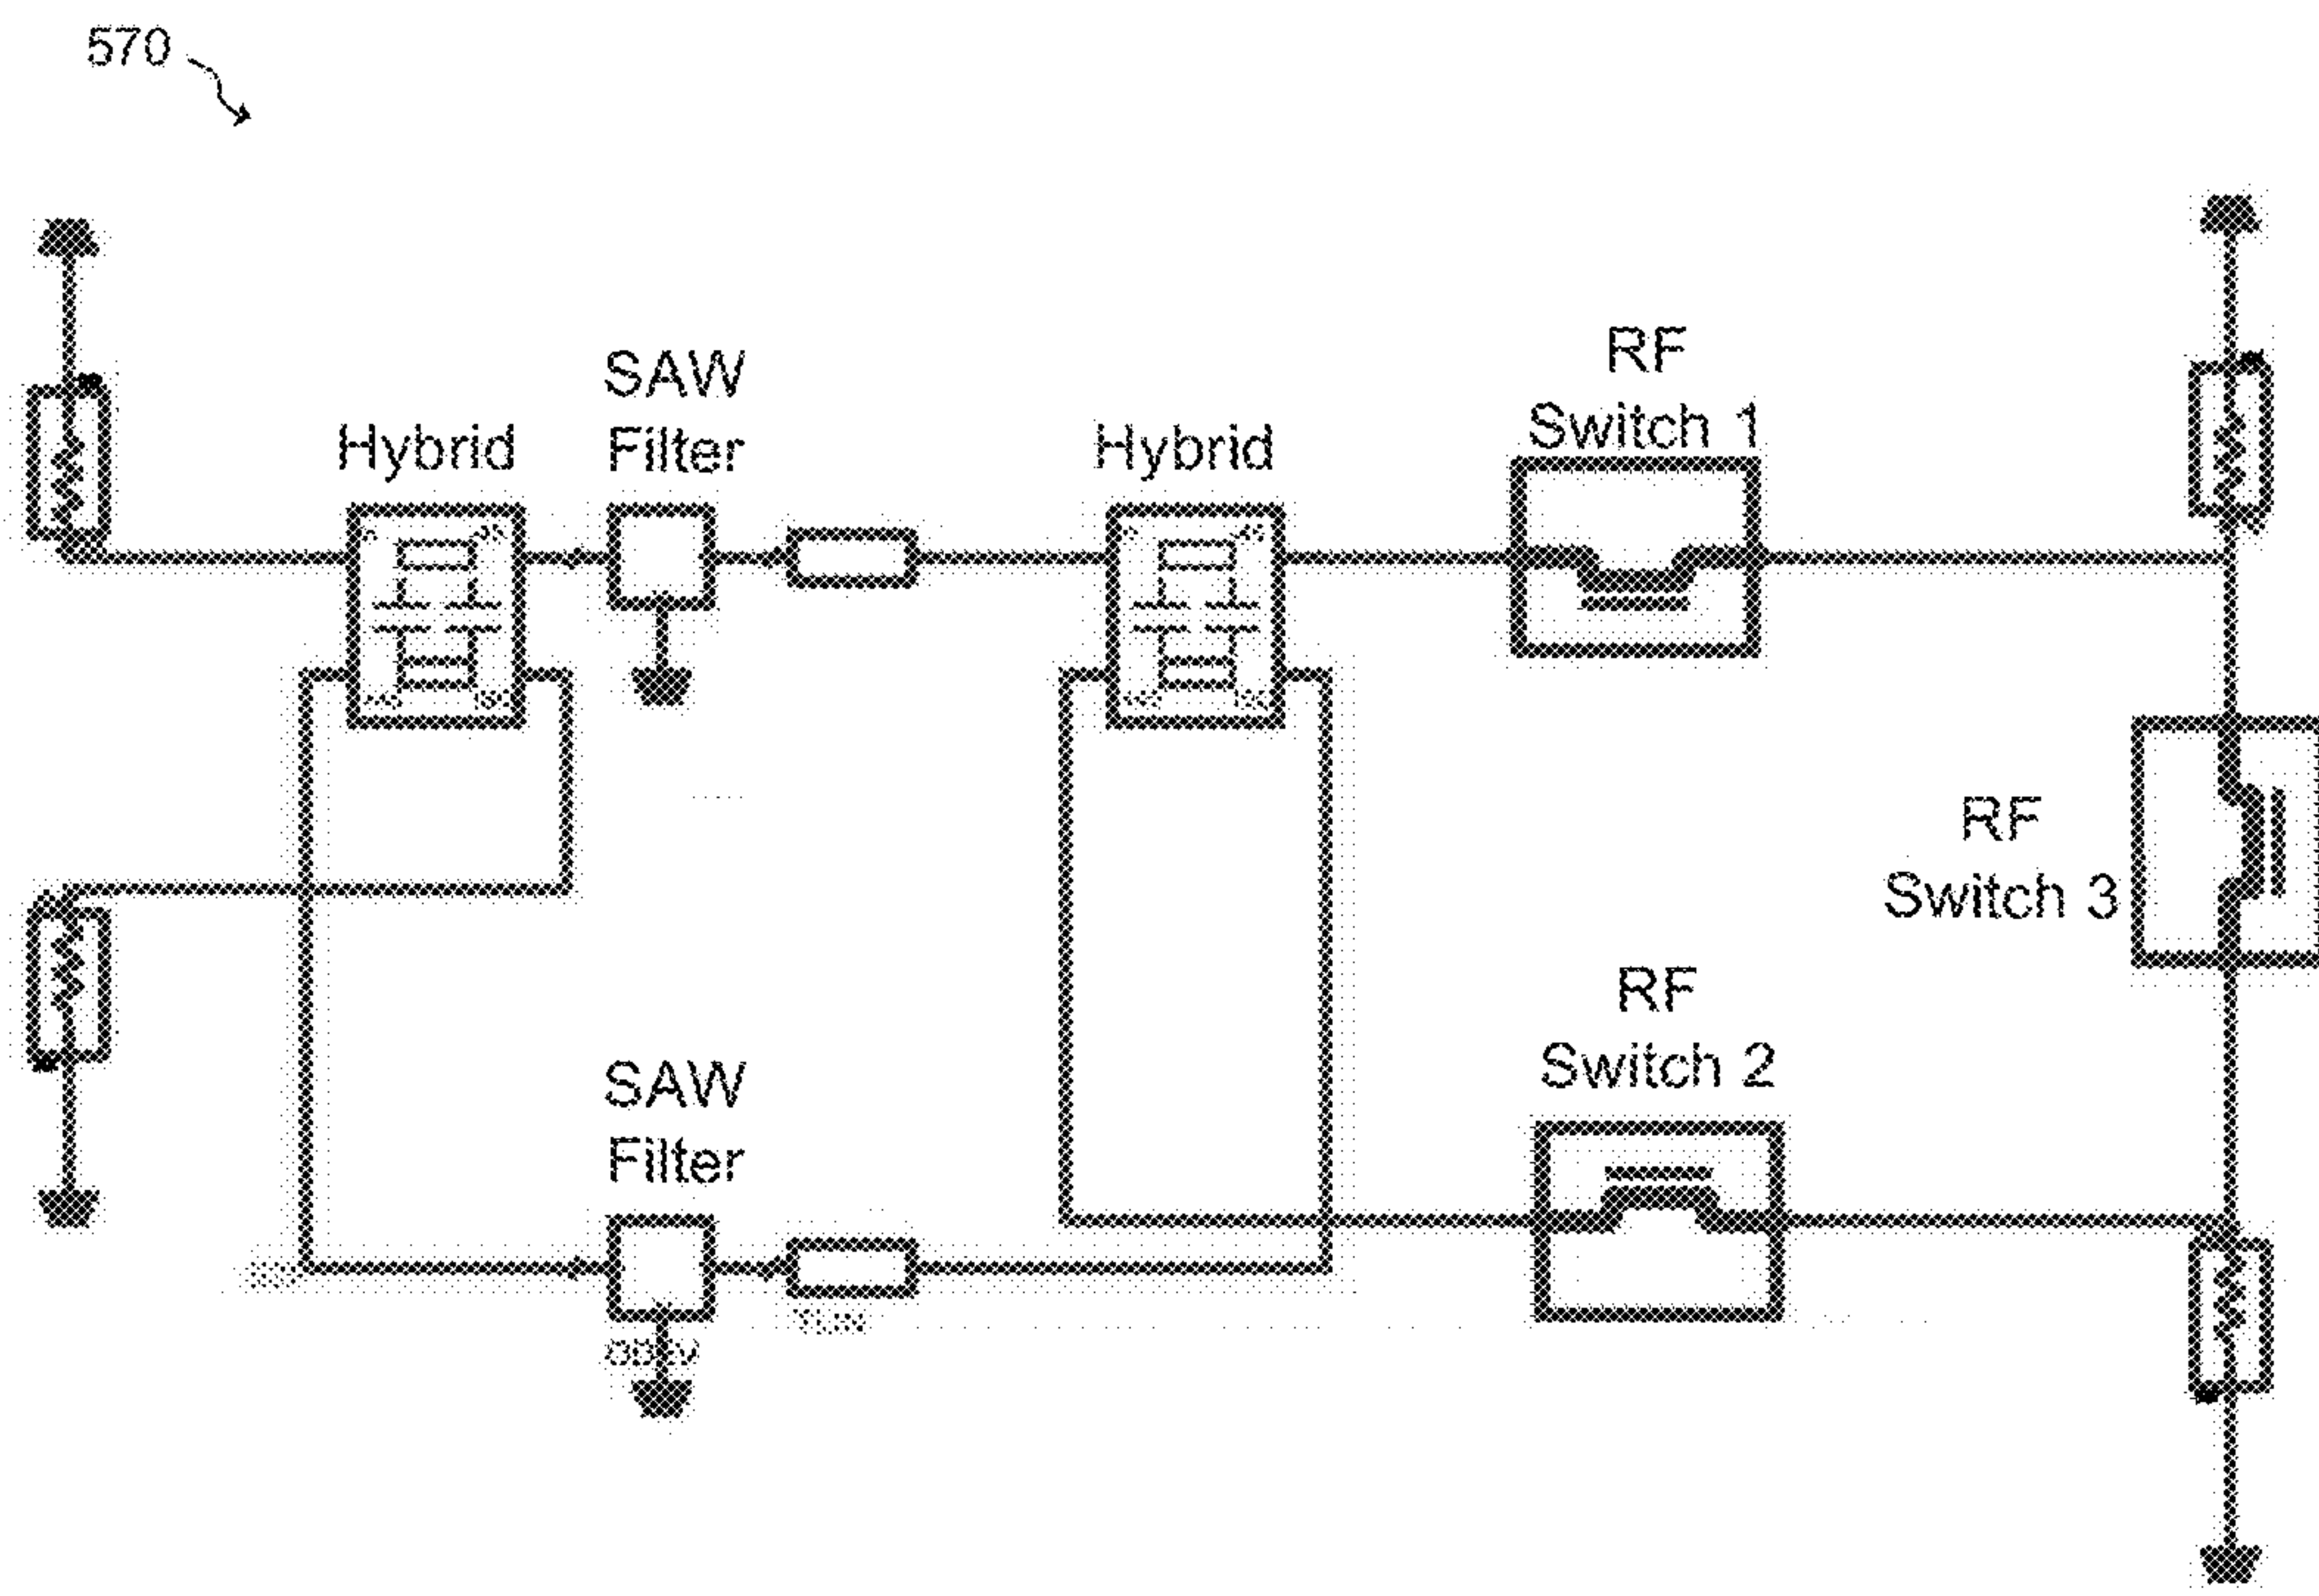 570
SAW
Filter
Hybrid
Hybrid
RF
Switch 1
RF
Switch 3
RF
Switch 2
SAW
Filter